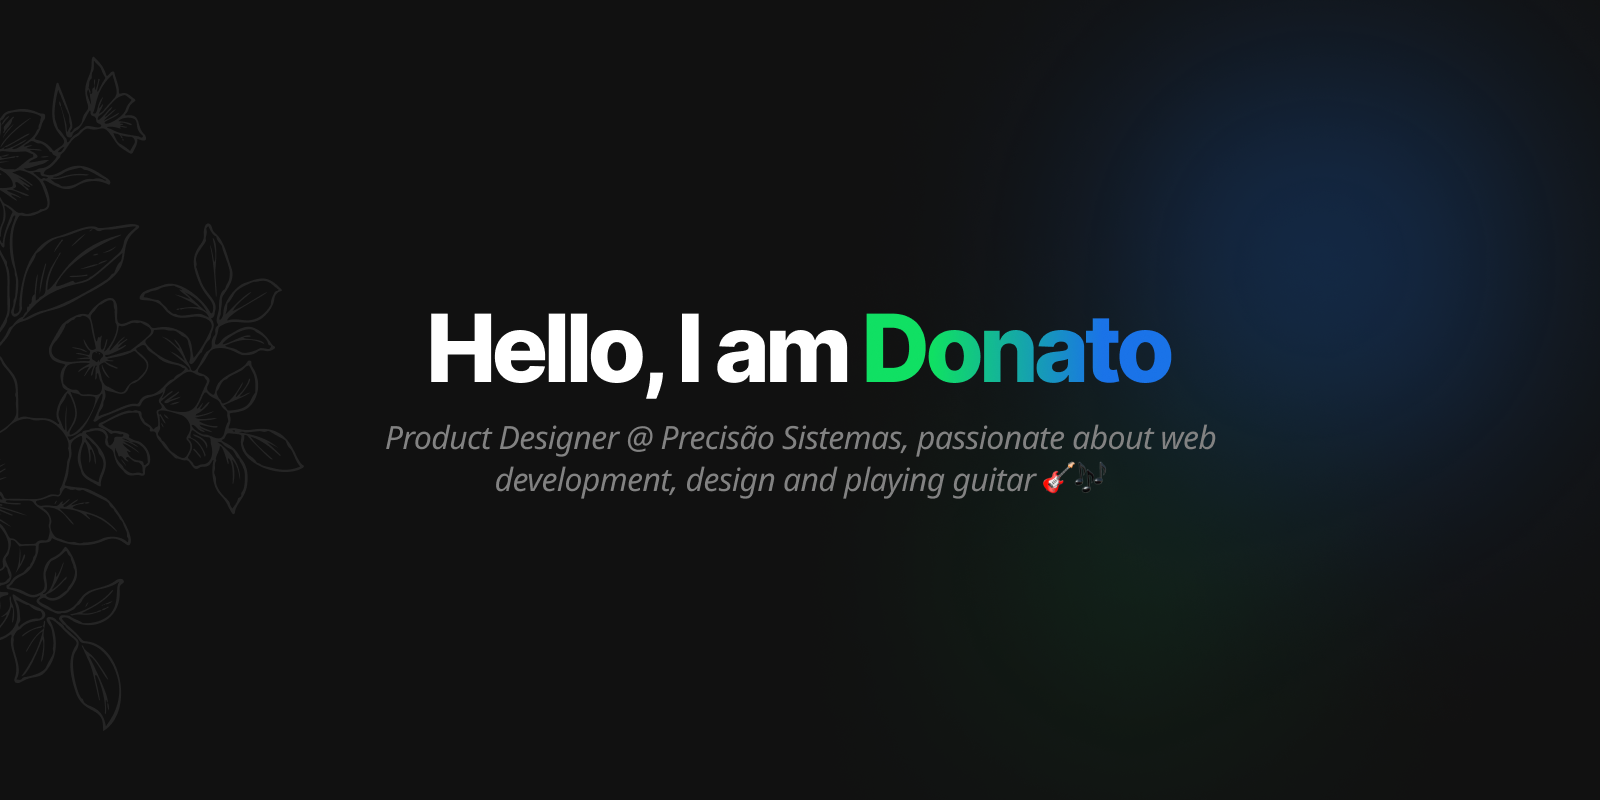 Hello, I am Donato
Product Designer @ Precisão Sistemas, passionate about web
development, design and playing guitar 🎸🎶